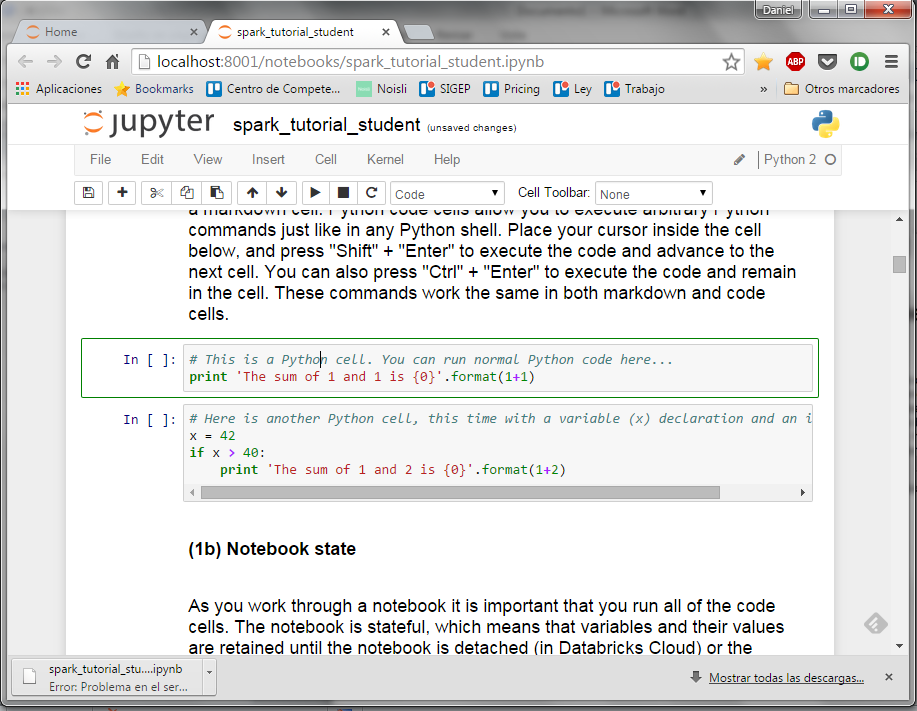 Daniel
Home
spark_tutorial_student
localhost:8001/notebooks/spark_tutorial_student.ipynb
ABP
Aplicaciones
Bookmarks
Centro de Compete...
Noisli
SIGEP
Pricing
Ley
Trabajo
»
Otros marcadores
jupyter spark_tutorial_student (unsaved changes)
File Edit View Insert Cell Kernel Help Python 2
Code Cell Toolbar: None
a markdown cell. Python code cells allow you to execute arbitrary Python
commands just like in any Python shell. Place your cursor inside the cell
below, and press "Shift" + "Enter" to execute the code and advance to the
next cell. You can also press "Ctrl" + "Enter" to execute the code and remain
in the cell. These commands work the same in both markdown and code
cells.
In [ ]: # This is a Python cell. You can run normal Python code here...
print 'The sum of 1 and 1 is {0}'.format(1+1)
In [ ]: # Here is another Python cell, this time with a variable (x) declaration and an i
x = 42
if x > 40:
    print 'The sum of 1 and 2 is {0}'.format(1+2)
(1b) Notebook state
As you work through a notebook it is important that you run all of the code
cells. The notebook is stateful, which means that variables and their values
are retained until the notebook is detached (in Databricks Cloud) or the
spark_tutorial_stu....ipynb
Error: Problema en el ser...
Mostrar todas las descargas...